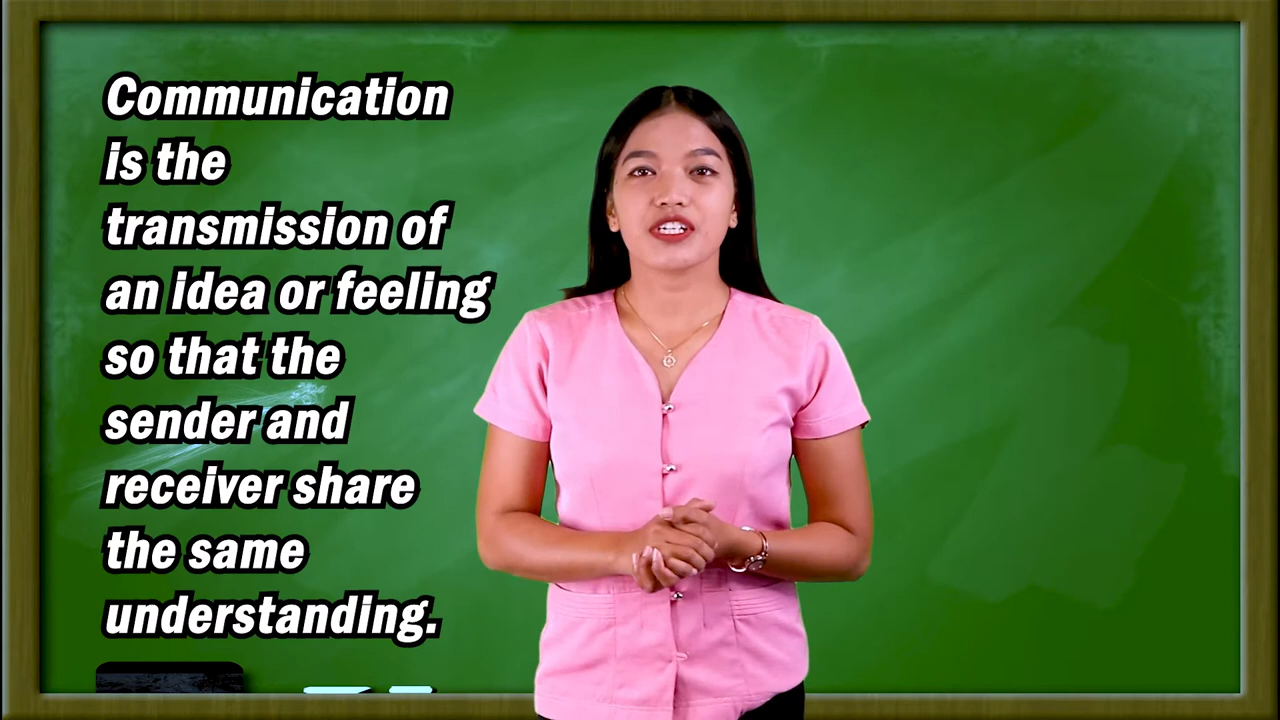 Communication
is the
transmission of
an idea or feeling
so that the
sender and
receiver share
the same
understanding.